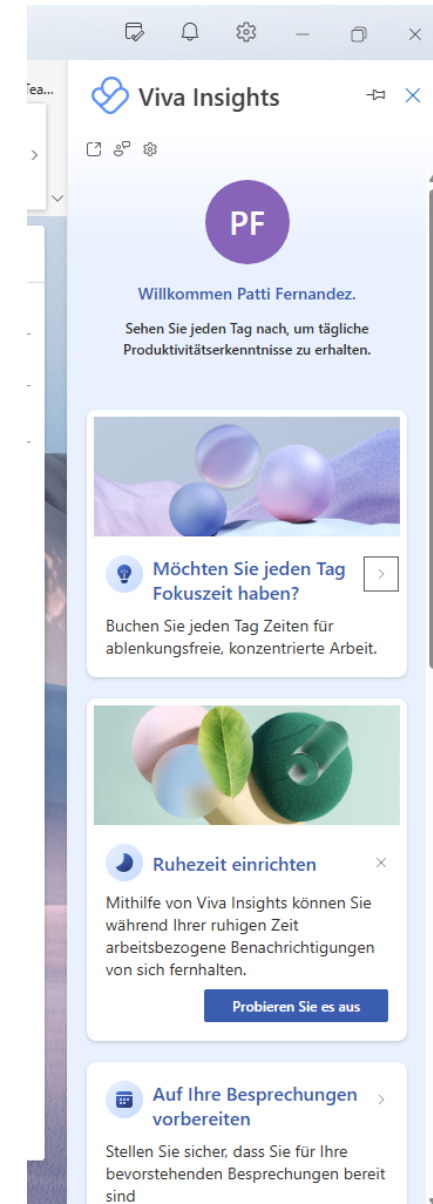 Tea...
Viva Insights
PF
Willkommen Patti Fernandez.
Sehen Sie jeden Tag nach, um tägliche
Produktivitätserkenntnisse zu erhalten.
Möchten Sie jeden Tag
Fokuszeit haben?
Buchen Sie jeden Tag Zeiten für
ablenkungsfreie, konzentrierte Arbeit.
Ruhezeit einrichten
Mithilfe von Viva Insights können Sie
während Ihrer ruhigen Zeit
arbeitsbezogene Benachrichtigungen
von sich fernhalten.
Probieren Sie es aus
Auf Ihre Besprechungen
vorbereiten
Stellen Sie sicher, dass Sie für Ihre
bevorstehenden Besprechungen bereit
sind